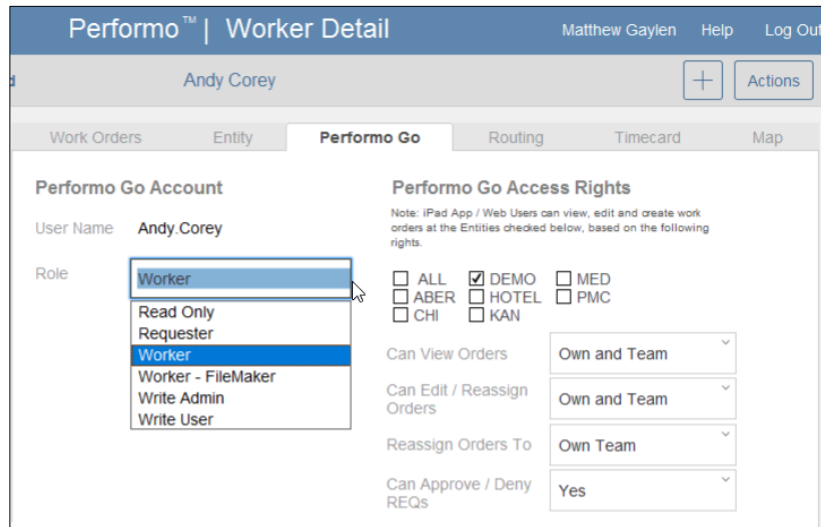 Performo™ | Worker Detail
Matthew Gaylen Help Log Out
d Andy Corey + Actions
Work Orders Entity Performo Go Routing Timecard Map
Performo Go Account
User Name Andy.Corey
Role Worker
Read Only
Requester
Worker
Worker - FileMaker
Write Admin
Write User
Performo Go Access Rights
Note: iPad App / Web Users can view, edit and create work
orders at the Entities checked below, based on the following
rights.
ALL DEMO MED
ABER HOTEL PMC
CHI KAN
Can View Orders Own and Team
Can Edit / Reassign
Orders Own and Team
Reassign Orders To Own Team
Can Approve / Deny
REQs Yes